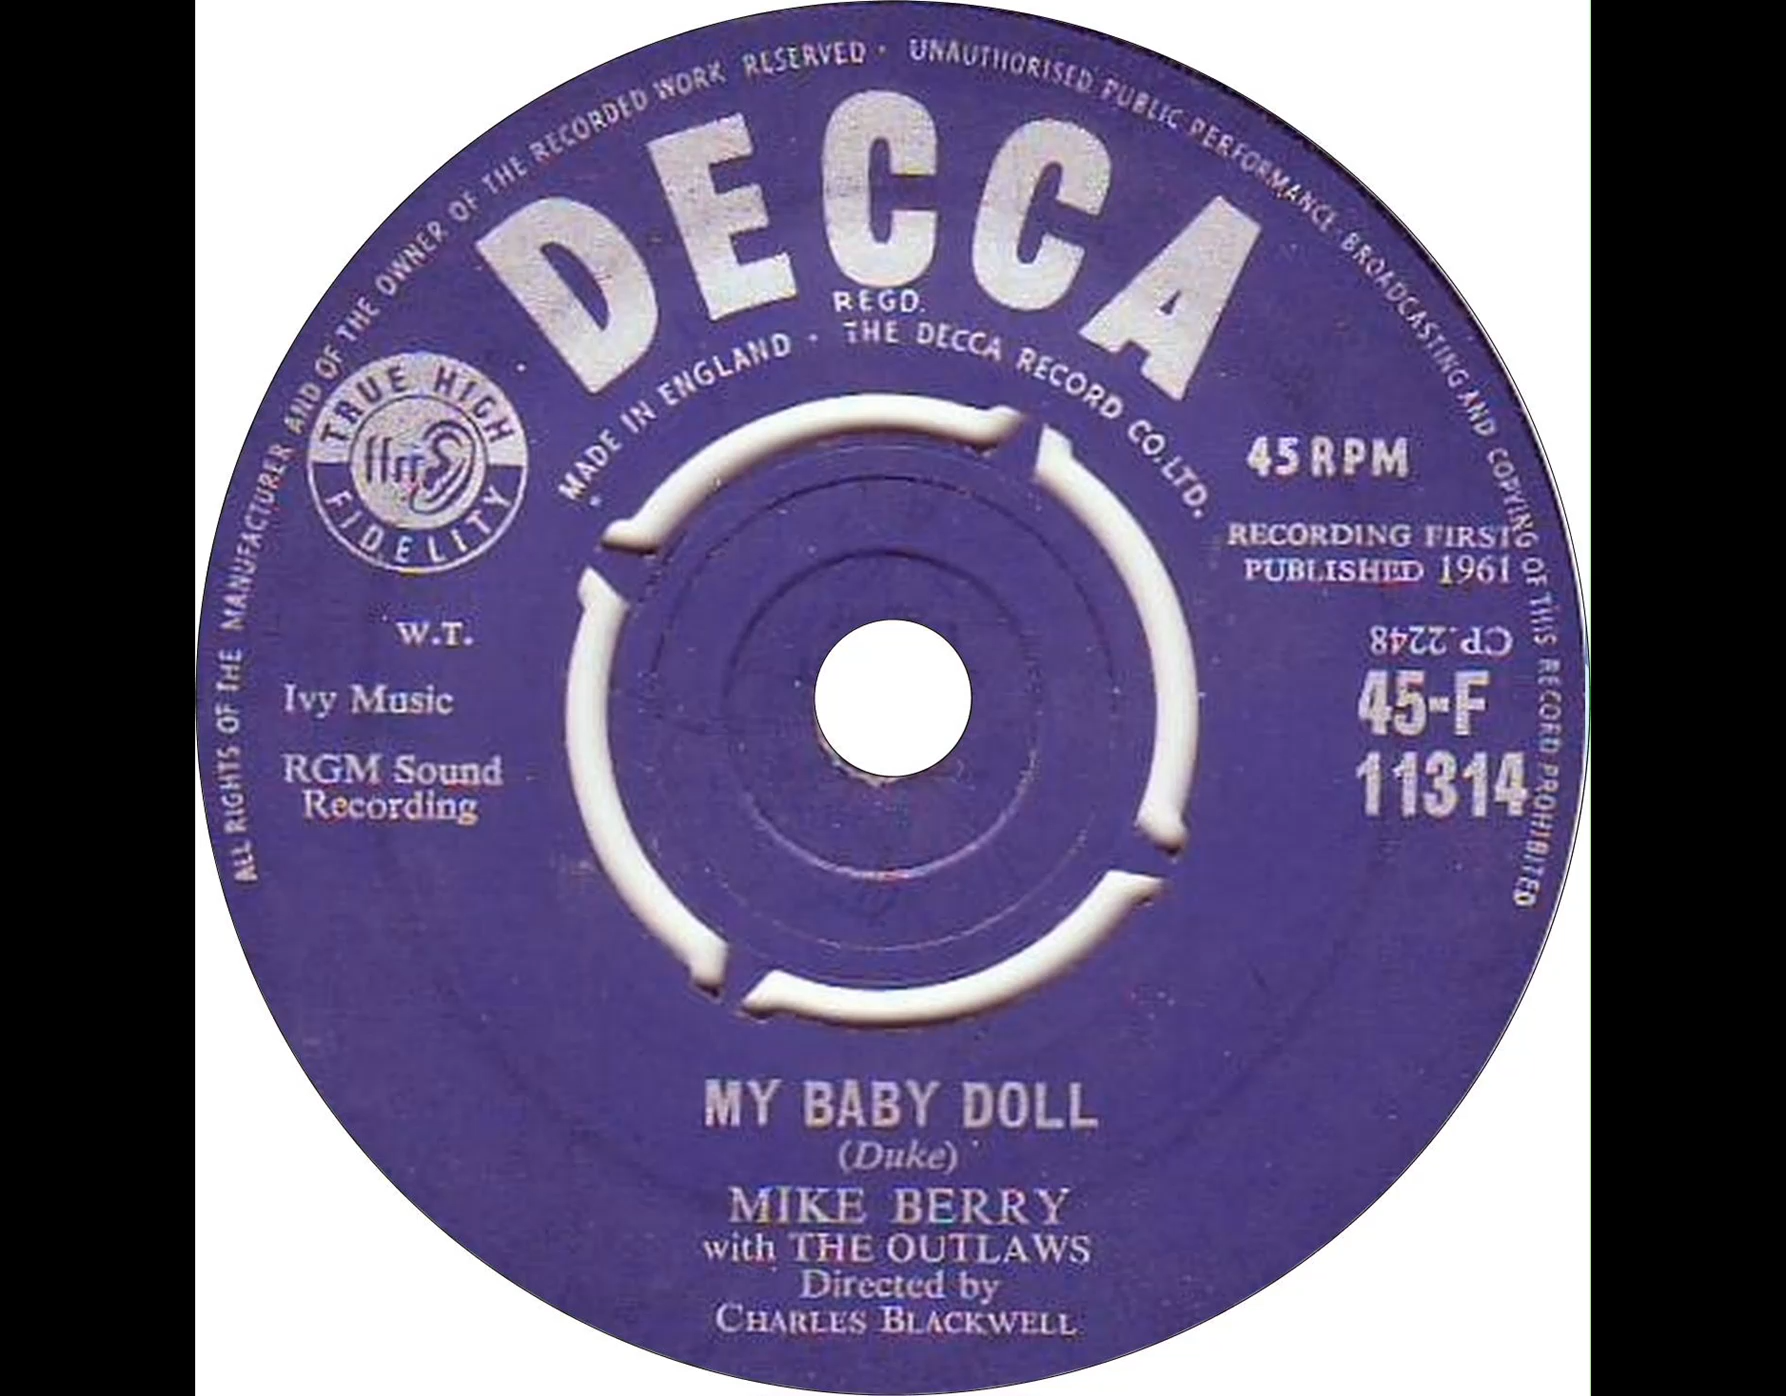 ALL RIGHTS OF THE MANUFACTURER AND OF THE OWNER OF THE RECORDED WORK RESERVED · UNAUTHORISED PUBLIC PERFORMANCE BROADCASTING AND COPYING OF THIS RECORD PROHIBITED
DECCA
REGD.
MADE IN ENGLAND · THE DECCA RECORD CO. LTD.
TRUE HIGH
ffrr
FIDELITY
45 RPM
RECORDING FIRST
PUBLISHED 1961
W.T.
CP.2248
Ivy Music
45-F
11314
RGM Sound
Recording
MY BABY DOLL
(Duke)
MIKE BERRY
with THE OUTLAWS
Directed by
CHARLES BLACKWELL